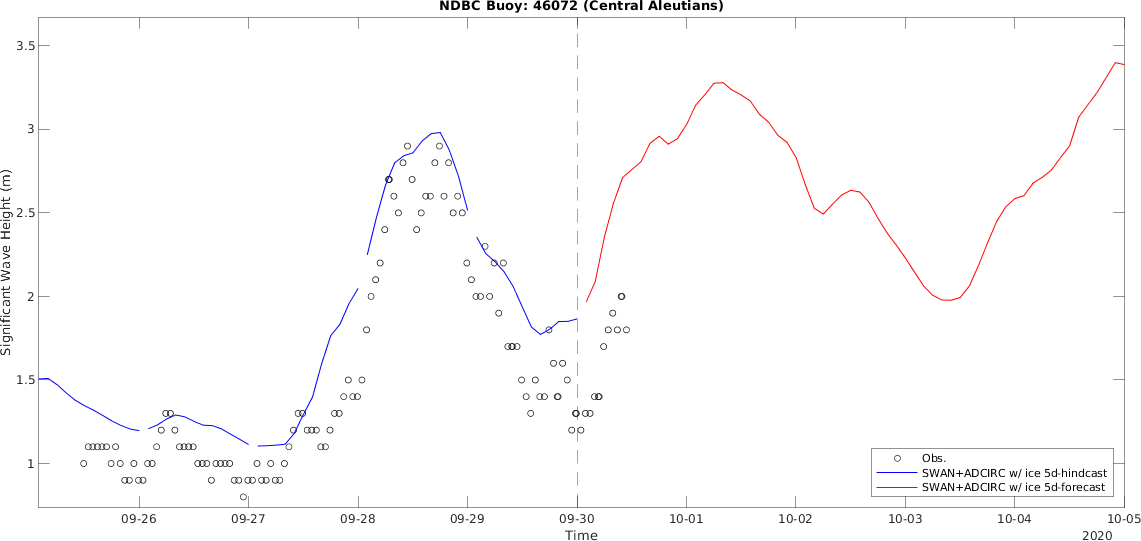 NDBC Buoy: 46072 (Central Aleutians)
Significant Wave Height (m)
3.5
3
2.5
2
1.5
1
Obs.
SWAN+ADCIRC w/ ice 5d-hindcast
SWAN+ADCIRC w/ ice 5d-forecast
09-26 09-27 09-28 09-29 09-30 10-01 10-02 10-03 10-04 10-05
Time
2020